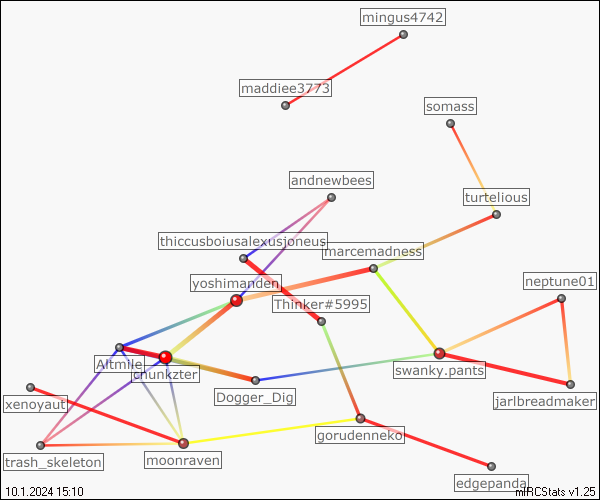 mingus4742
maddiee3773
somass
andnewbees
turtelious
thiccusboiusalexusjoneus
marcemadness
yoshimanden
neptune01
Thinker#5995
Altmile
chunkzter
swanky.pants
Dogger_Dig
xenoyaut
jarlbreadmaker
gorudenneko
trash_skeleton
moonraven
edgepanda
10.1.2024 15:10
mIRCStats v1.25